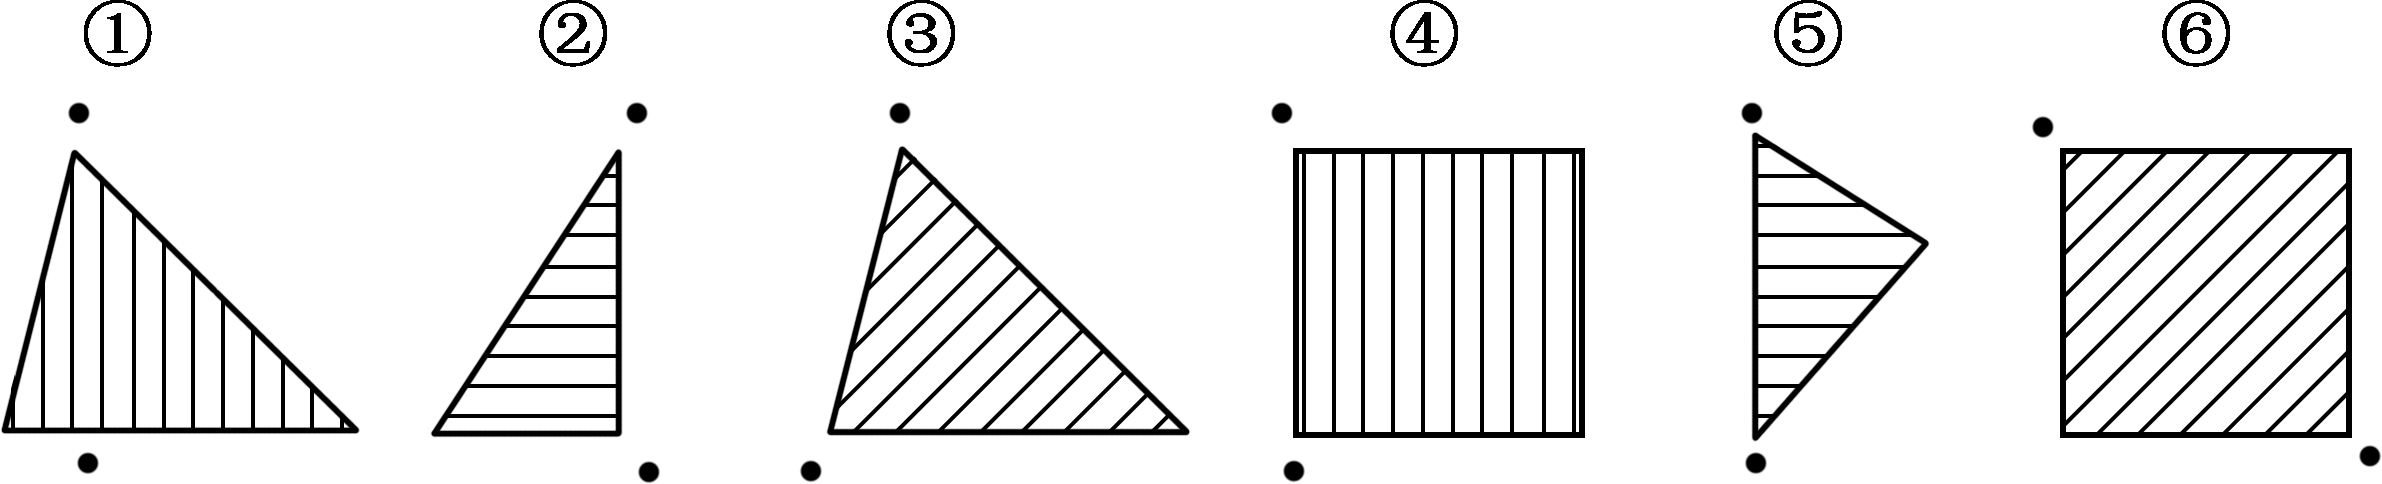 ① ② ③ ④ ⑤ ⑥